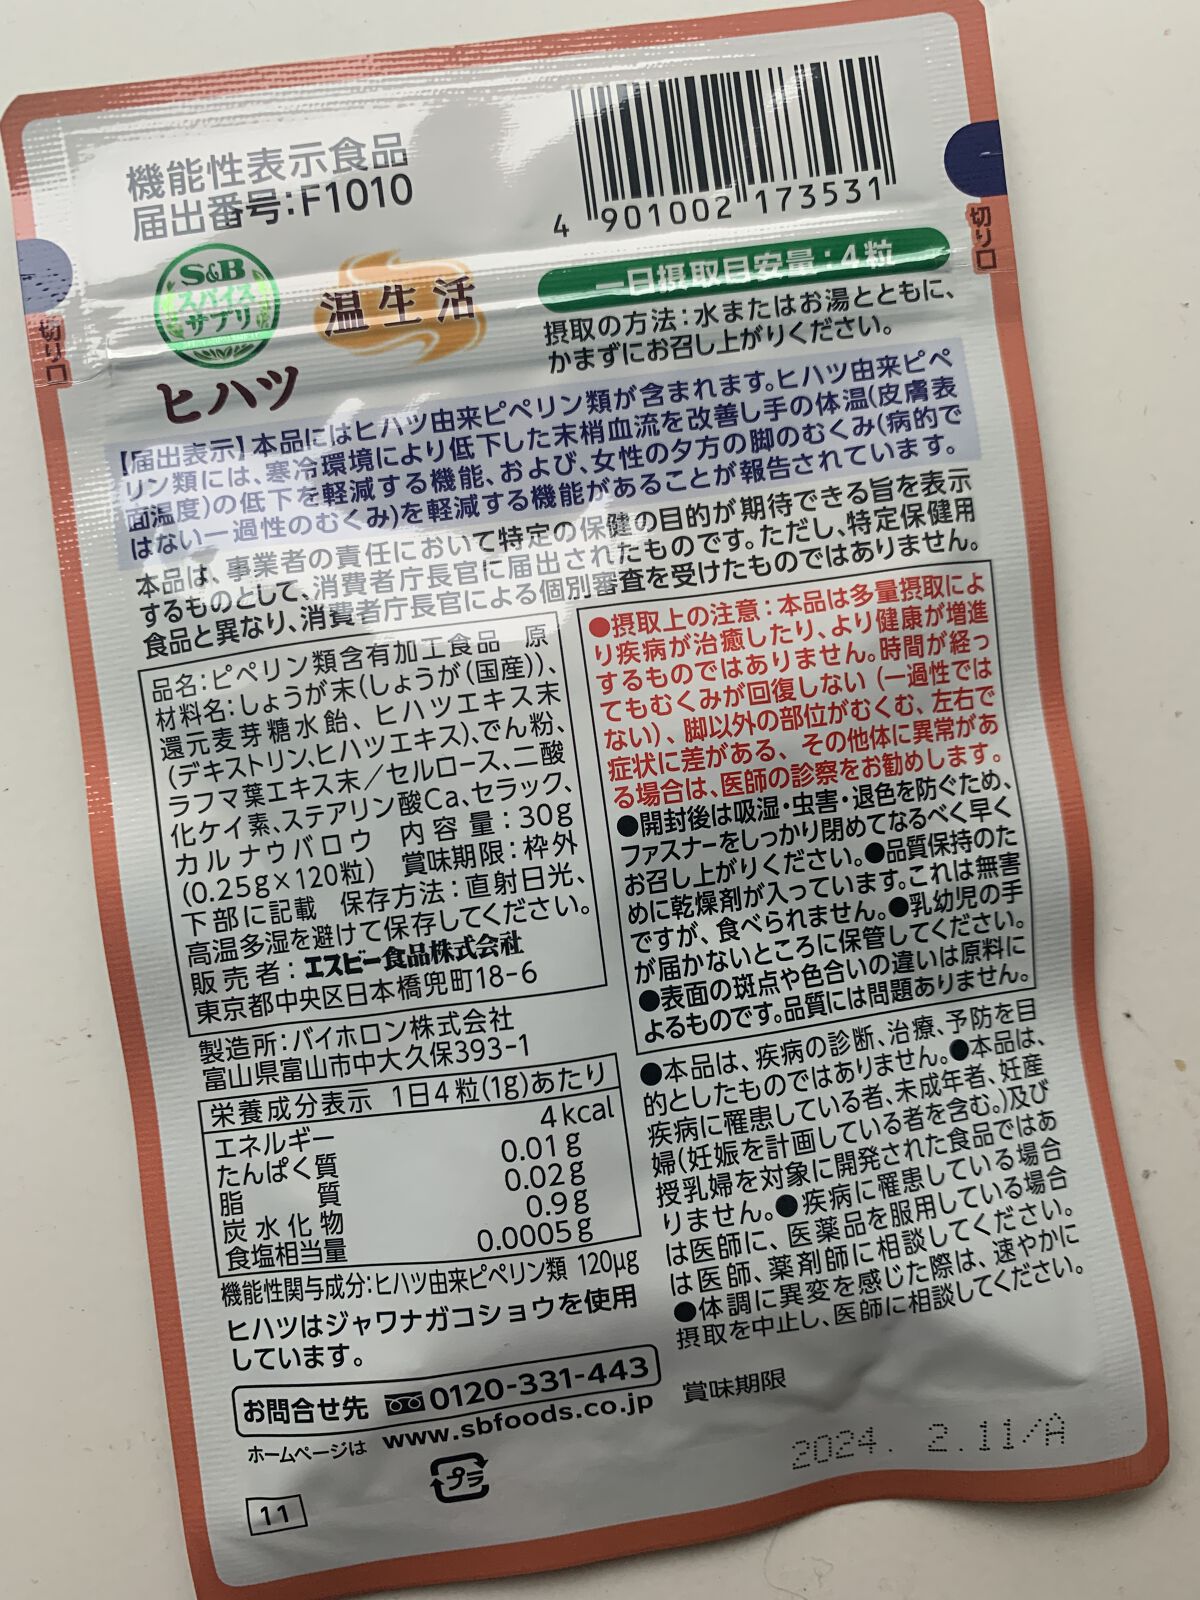 機能性表示食品
届出番号:F1010
4 901002 173531
切り口
切り口
S&B
スパイス
サプリ
温生活
ヒハツ
一日摂取目安量:4粒
摂取の方法:水またはお湯とともに、
かまずにお召し上がりください。
【届出表示】本品にはヒハツ由来ピペリン類が含まれます。ヒハツ由来ピペ
リン類には、寒冷環境により低下した末梢血流を改善し手の体温(皮膚表
面温度)の低下を軽減する機能、および、女性の夕方の脚のむくみ(病的で
はない一過性のむくみ)を軽減する機能があることが報告されています。
本品は、事業者の責任において特定の保健の目的が期待できる旨を表示
するものとして、消費者庁長官に届出されたものです。ただし、特定保健用
食品と異なり、消費者庁長官による個別審査を受けたものではありません。
品名:ピペリン類含有加工食品 原
材料名:しょうが末(しょうが(国産))、
還元麦芽糖水飴、ヒハツエキス末
(デキストリン、ヒハツエキス)、でん粉、
ラフマ葉エキス末/セルロース、二酸
化ケイ素、ステアリン酸Ca、セラック、
カルナウバロウ 内容量:30g
(0.25g×120粒) 賞味期限:枠外
下部に記載 保存方法:直射日光、
高温多湿を避けて保存してください。
販売者:エスビー食品株式会社
東京都中央区日本橋兜町18-6
製造所:バイホロン株式会社
富山県富山市中大久保393-1
栄養成分表示 1日4粒(1g)あたり
エネルギー 4kcal
たんぱく質 0.01g
脂質 0.02g
炭水化物 0.9g
食塩相当量 0.0005g
機能性関与成分:ヒハツ由来ピペリン類 120μg
ヒハツはジャワナガコショウを使用
しています。
お問合せ先 0120-331-443
ホームページは www.sbfoods.co.jp
プラ
11
●摂取上の注意:本品は多量摂取によ
り疾病が治癒したり、より健康が増進
するものではありません。時間が経っ
てもむくみが回復しない(一過性では
ない)、脚以外の部位がむくむ、左右で
症状に差がある、その他体に異常があ
る場合は、医師の診察をお勧めします。
●開封後は吸湿・虫害・退色を防ぐため、
ファスナーをしっかり閉めてなるべく早く
お召し上がりください。●品質保持のた
めに乾燥剤が入っています。これは無害
ですが、食べられません。●乳幼児の手
が届かないところに保管してください。
●表面の斑点や色合いの違いは原料に
よるものです。品質には問題ありません。
●本品は、疾病の診断、治療、予防を目
的としたものではありません。●本品は、
疾病に罹患している者、未成年者、妊産
婦(妊娠を計画している者を含む。)及び
授乳婦を対象に開発された食品ではあ
りません。●疾病に罹患している場合
は医師に、医薬品を服用している場合
は医師、薬剤師に相談してください。
●体調に異変を感じた際は、速やかに
摂取を中止し、医師に相談してください。
賞味期限
2024. 2.11/A